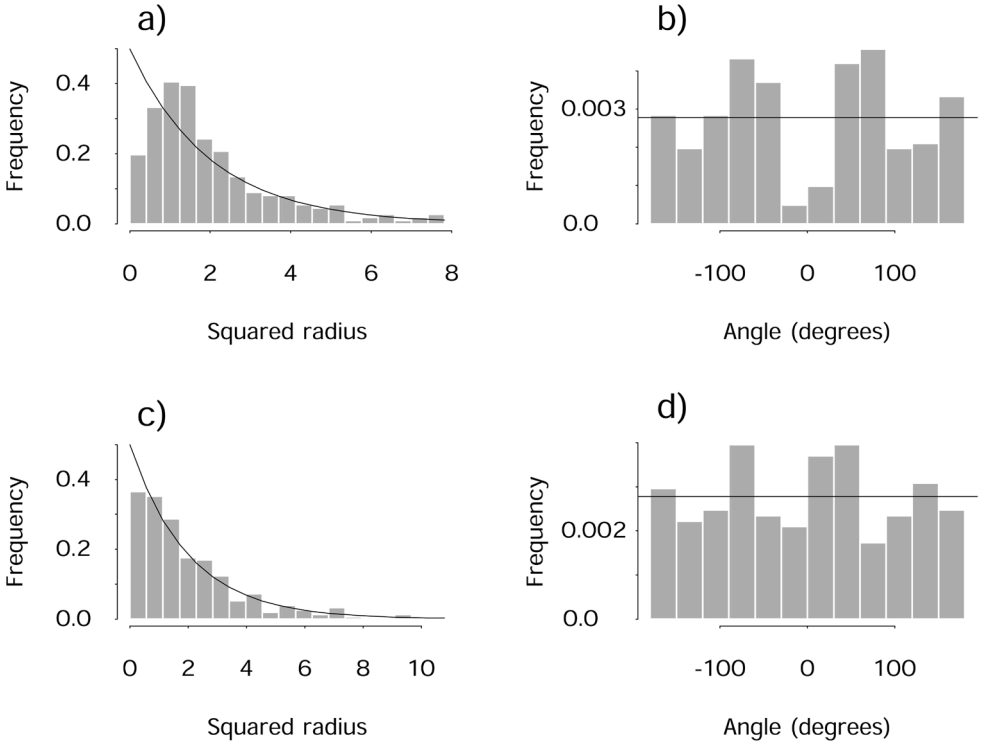 a)
Frequency
0.4
0.2
0.0
0 2 4 6 8
Squared radius
b)
Frequency
0.003
0.0
-100 0 100
Angle (degrees)
c)
Frequency
0.4
0.2
0.0
0 2 4 6 8 10
Squared radius
d)
Frequency
0.002
0.0
-100 0 100
Angle (degrees)